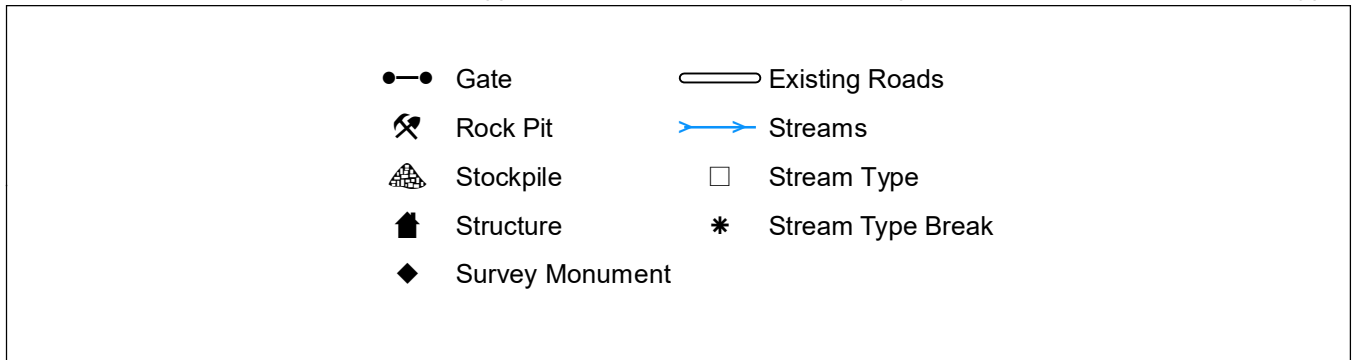 Gate
Rock Pit
Stockpile
Structure
Survey Monument
Existing Roads
Streams
Stream Type
Stream Type Break